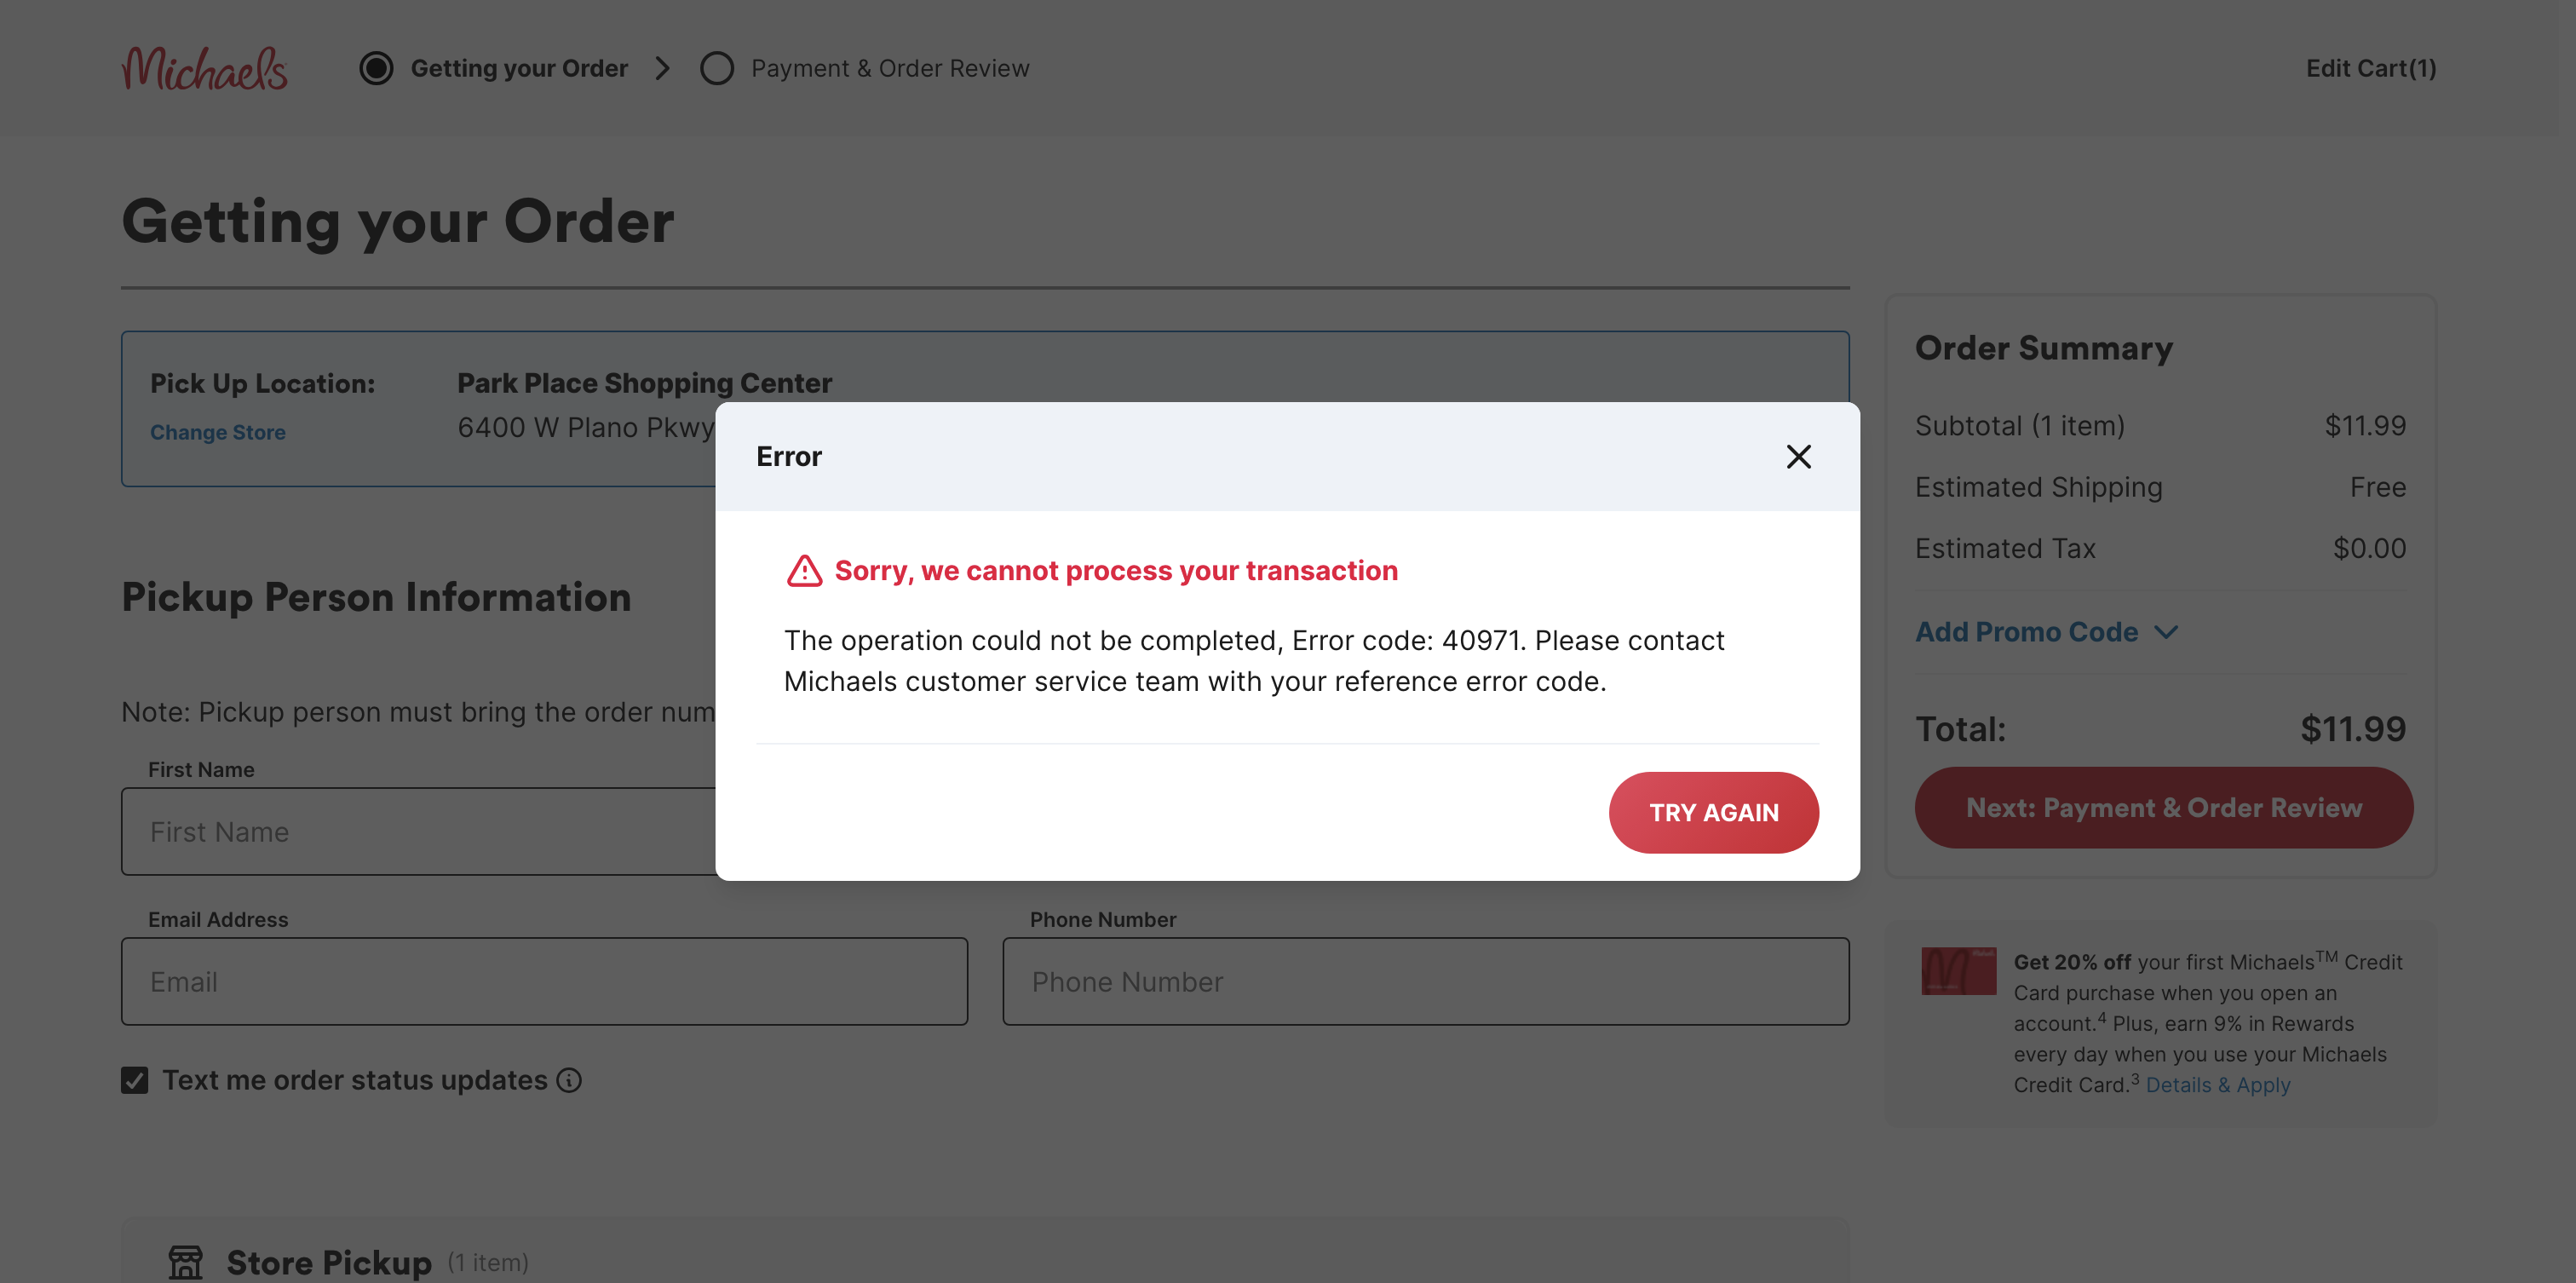 Michaels
Getting your Order
Payment & Order Review
Edit Cart(1)
Getting your Order
Pick Up Location:
Change Store
Park Place Shopping Center
6400 W Plano Pkwy
Error
Sorry, we cannot process your transaction
The operation could not be completed, Error code: 40971. Please contact
Michaels customer service team with your reference error code.
TRY AGAIN
Pickup Person Information
Note: Pickup person must bring the order num
First Name
First Name
Email Address
Email
Phone Number
Phone Number
Text me order status updates
Store Pickup (1 item)
Order Summary
Subtotal (1 item) $11.99
Estimated Shipping Free
Estimated Tax $0.00
Add Promo Code
Total: $11.99
Next: Payment & Order Review
Get 20% off your first Michaels™ Credit
Card purchase when you open an
account.⁴ Plus, earn 9% in Rewards
every day when you use your Michaels
Credit Card.³ Details & Apply